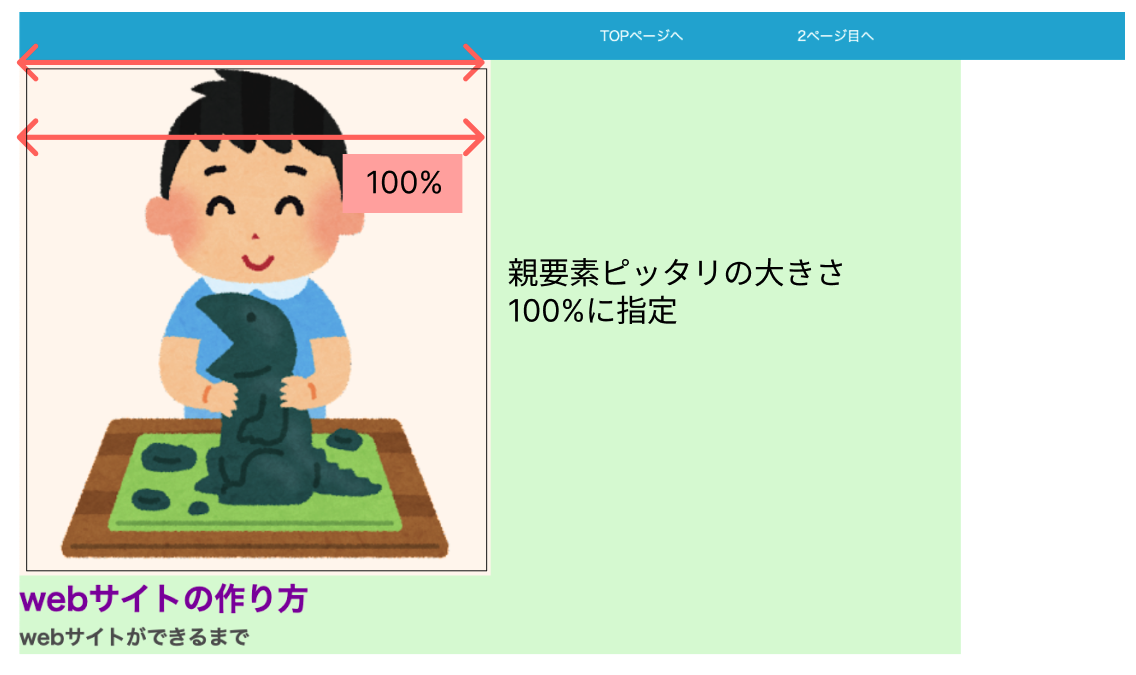 TOPページへ 2ページ目へ
100%
親要素ピッタリの大きさ
100%に指定
webサイトの作り方
webサイトができるまで